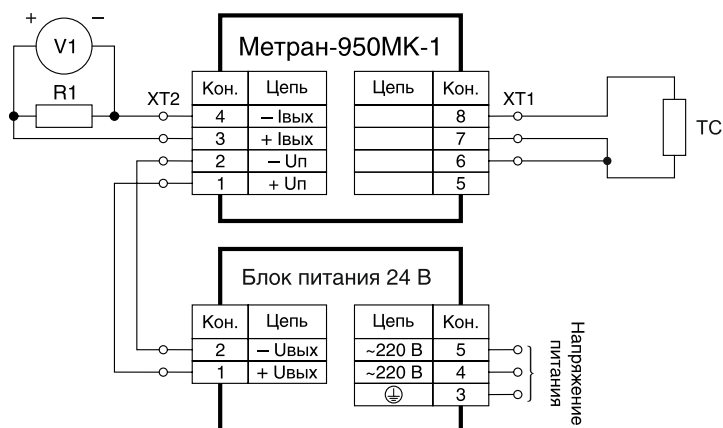 + −
V1
R1
Метран-950МК-1
XT2
Кон. Цепь Цепь Кон.
XT1
4 − Iвых 8
3 + Iвых 7
2 − Uп 6
1 + Uп 5
ТС
Блок питания 24 В
Кон. Цепь Цепь Кон.
2 − Uвых ~220 В 5
1 + Uвых ~220 В 4
3
Напряжение
питания